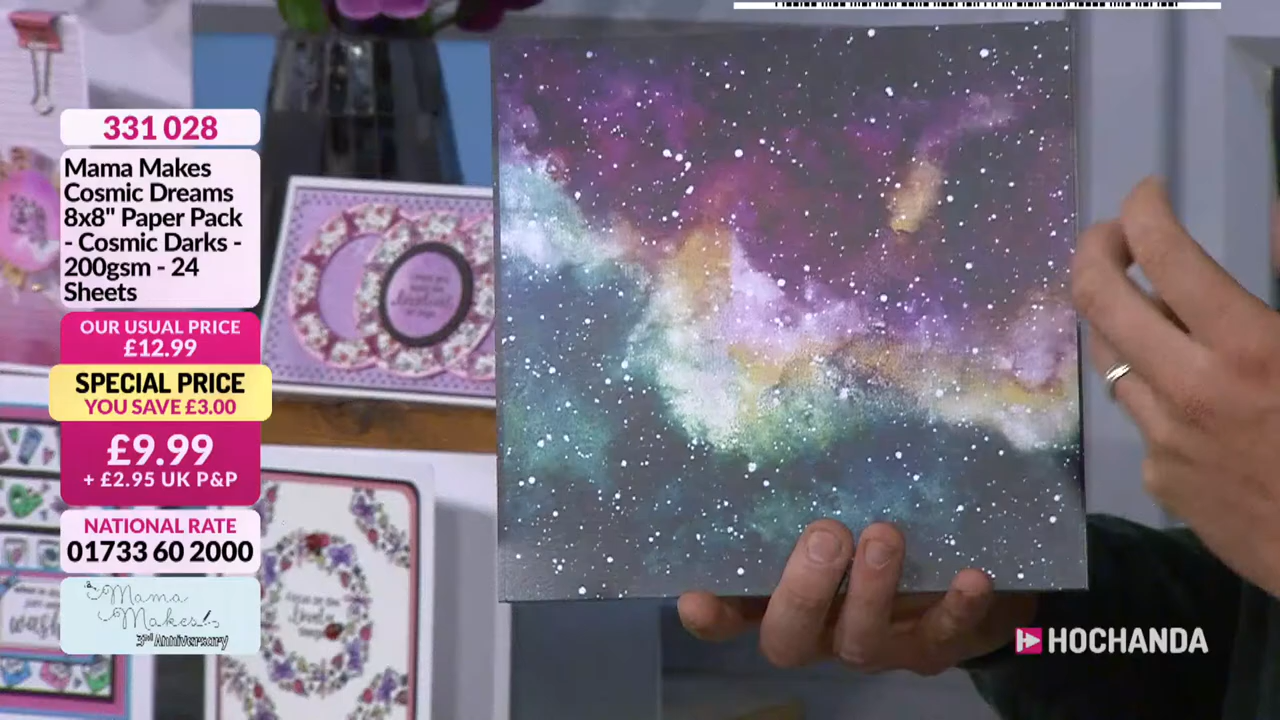 331 028
Mama Makes
Cosmic Dreams
8x8" Paper Pack
- Cosmic Darks -
200gsm - 24
Sheets
OUR USUAL PRICE
£12.99
SPECIAL PRICE
YOU SAVE £3.00
£9.99
+ £2.95 UK P&P
NATIONAL RATE
01733 60 2000
Mama
Makes!
3rd Anniversary
HOCHANDA